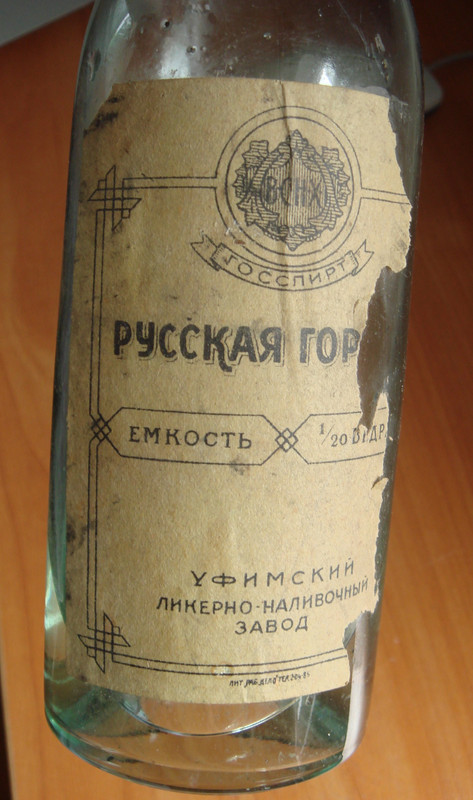 ВСНХ
ГОССПИРТ
РУССКАЯ ГОР
ЕМКОСТЬ 1/20 ВЕДР.
УФИМСКИЙ
ЛИКЕРНО-НАЛИВОЧНЫЙ
ЗАВОД